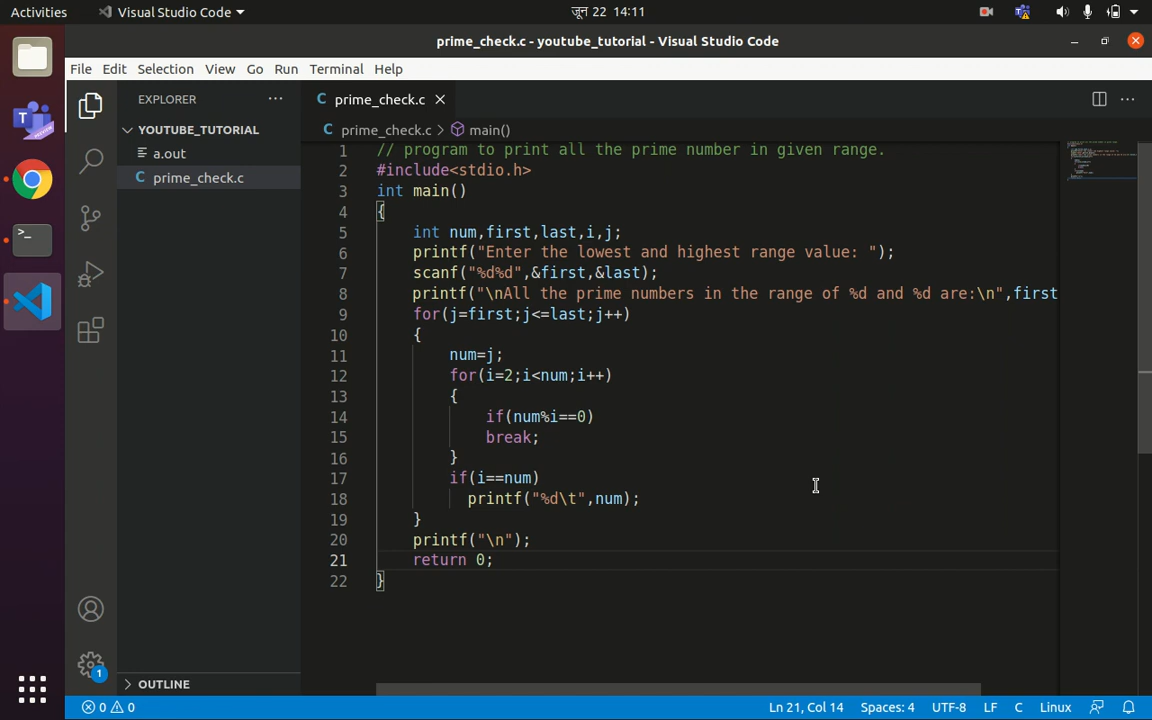 Activities
Visual Studio Code
जून 22 14:11
prime_check.c - youtube_tutorial - Visual Studio Code
File Edit Selection View Go Run Terminal Help
EXPLORER
YOUTUBE_TUTORIAL
a.out
C prime_check.c
C prime_check.c
C prime_check.c > main()
1 // program to print all the prime number in given range.
2 #include<stdio.h>
3 int main()
4 {
5 int num,first,last,i,j;
6 printf("Enter the lowest and highest range value: ");
7 scanf("%d%d",&first,&last);
8 printf("\nAll the prime numbers in the range of %d and %d are:\n",first
9 for(j=first;j<=last;j++)
10 {
11 num=j;
12 for(i=2;i<num;i++)
13 {
14 if(num%i==0)
15 break;
16 }
17 if(i==num)
18 printf("%d\t",num);
19 }
20 printf("\n");
21 return 0;
22 }
1
OUTLINE
0 0
Ln 21, Col 14 Spaces: 4 UTF-8 LF C Linux